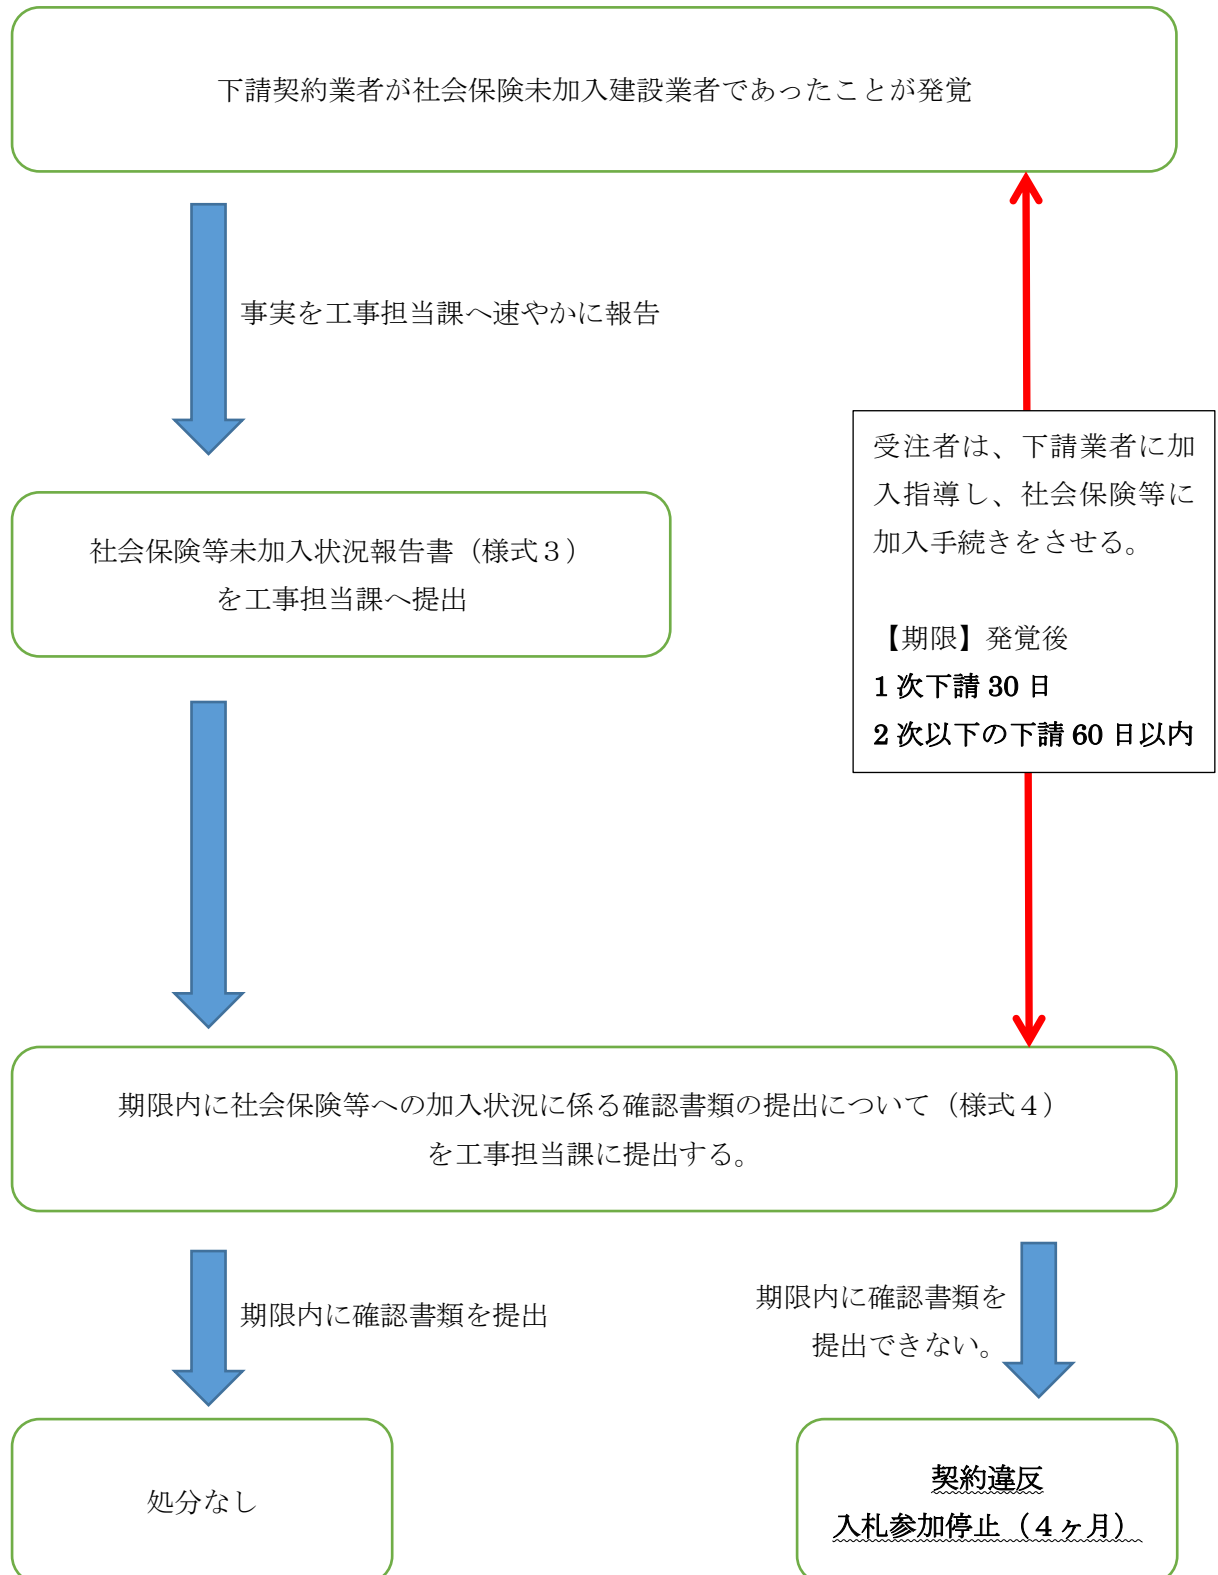 下請契約業者が社会保険未加入建設業者であったことが発覚
事実を工事担当課へ速やかに報告
受注者は、下請業者に加
入指導し、社会保険等に
加入手続きをさせる。
【期限】発覚後
1 次下請 30 日
2 次以下の下請 60 日以内
社会保険等未加入状況報告書（様式３）
を工事担当課へ提出
期限内に社会保険等への加入状況に係る確認書類の提出について（様式４）
を工事担当課に提出する。
期限内に確認書類を提出
期限内に確認書類を
提出できない。
処分なし
契約違反
入札参加停止（４ヶ月）